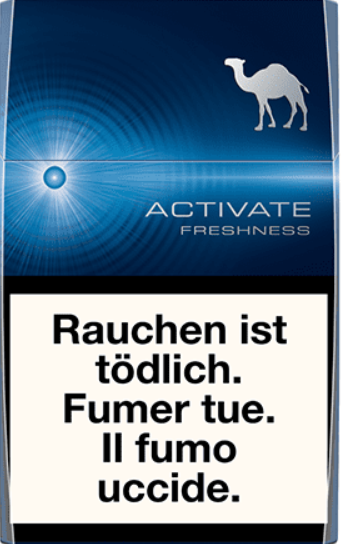 ACTIVATE
FRESHNESS
Rauchen ist
tödlich.
Fumer tue.
Il fumo
uccide.